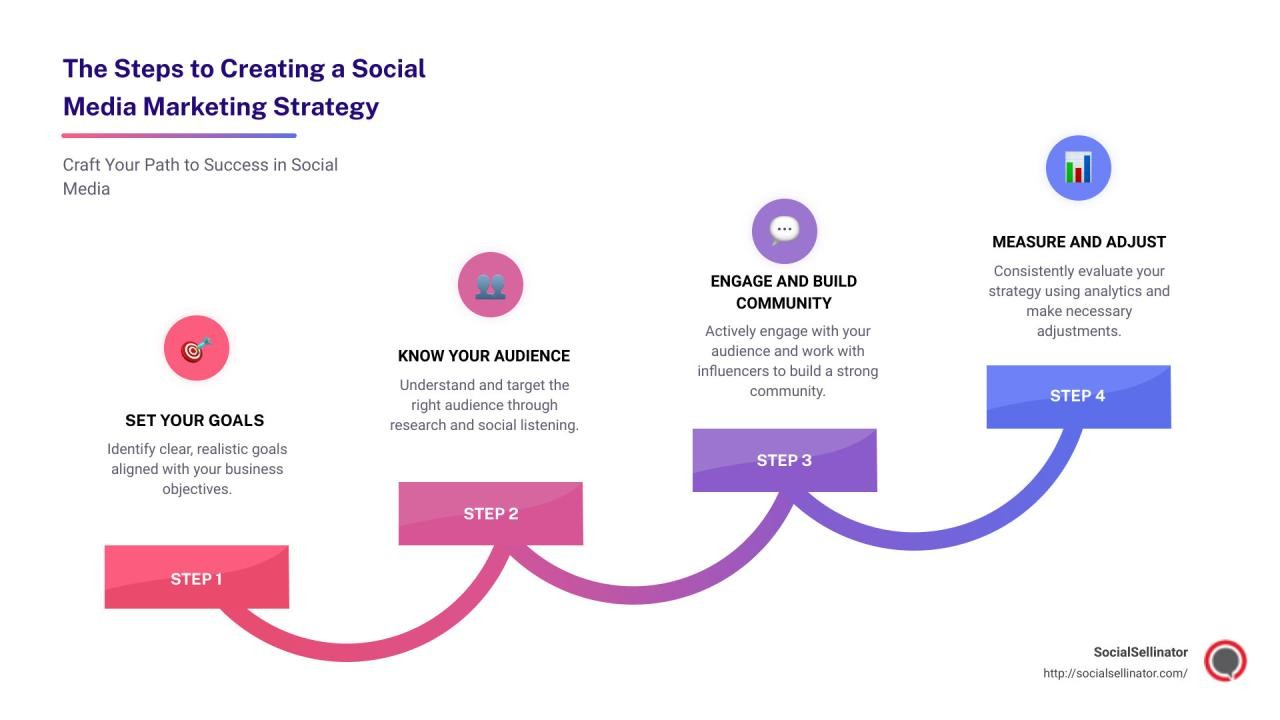 The Steps to Creating a Social
Media Marketing Strategy
Craft Your Path to Success in Social
Media
SET YOUR GOALS
Identify clear, realistic goals
aligned with your business
objectives.
STEP 1
KNOW YOUR AUDIENCE
Understand and target the
right audience through
research and social listening.
STEP 2
ENGAGE AND BUILD
COMMUNITY
Actively engage with your
audience and work with
influencers to build a strong
community.
STEP 3
MEASURE AND ADJUST
Consistently evaluate your
strategy using analytics and
make necessary
adjustments.
STEP 4
SocialSellinator
http://socialsellinator.com/